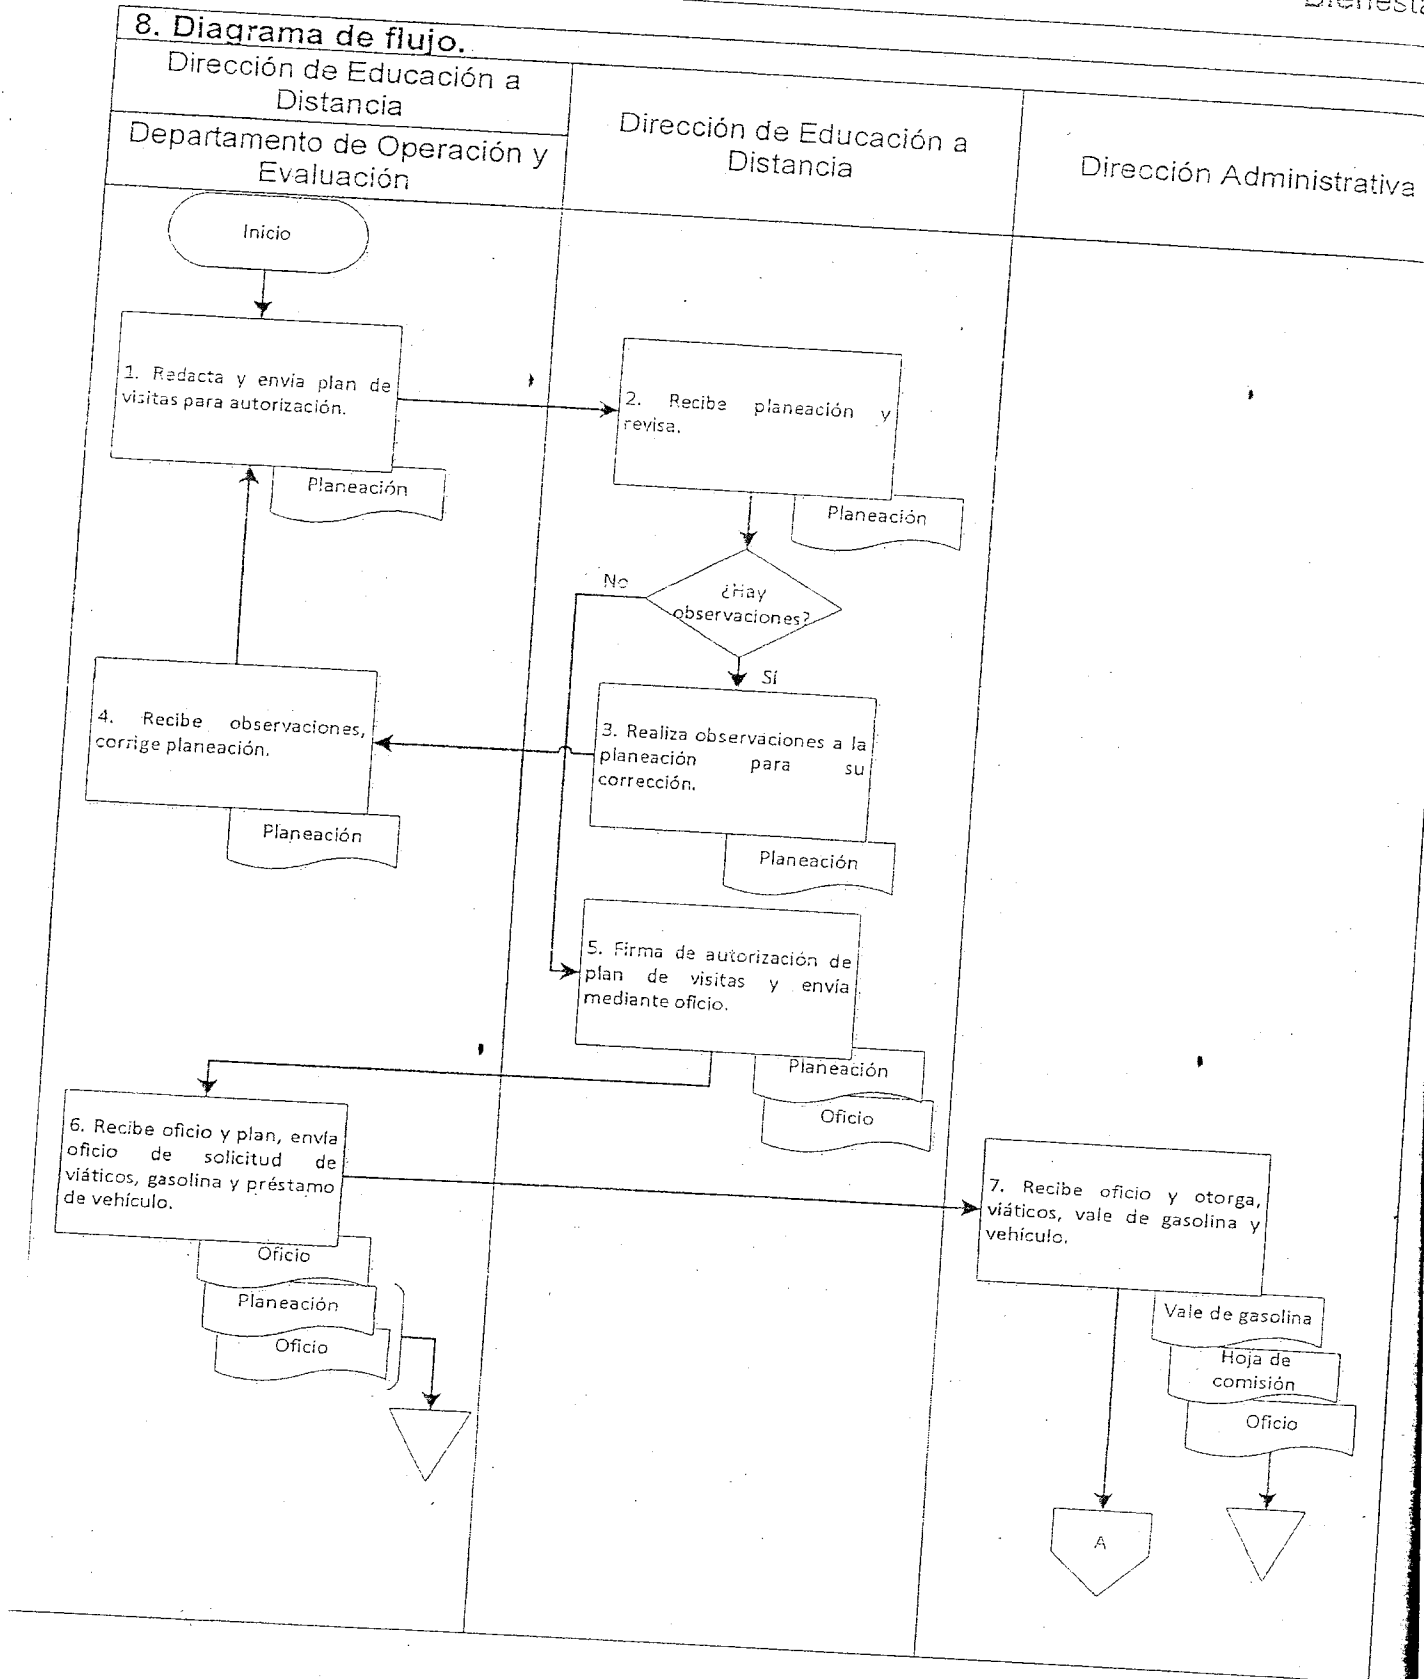 8. Diagrama de flujo.
Dirección de Educación a
Distancia
Departamento de Operación y
Evaluación
Dirección de Educación a
Distancia
Dirección Administrativa
Inicio
1. Redacta y envía plan de
visitas para autorización.
Planeación
2. Recibe planeación y
revisa.
Planeación
¿Hay
observaciones?
No
Sí
3. Realiza observaciones a la
planeación para su
corrección.
Planeación
4. Recibe observaciones,
corrige planeación.
Planeación
5. Firma de autorización de
plan de visitas y envía
mediante oficio.
Planeación
Oficio
6. Recibe oficio y plan, envía
oficio de solicitud de
viáticos, gasolina y préstamo
de vehículo.
Oficio
Planeación
Oficio
7. Recibe oficio y otorga,
viáticos, vale de gasolina y
vehículo.
Vale de gasolina
Hoja de
comisión
Oficio
A